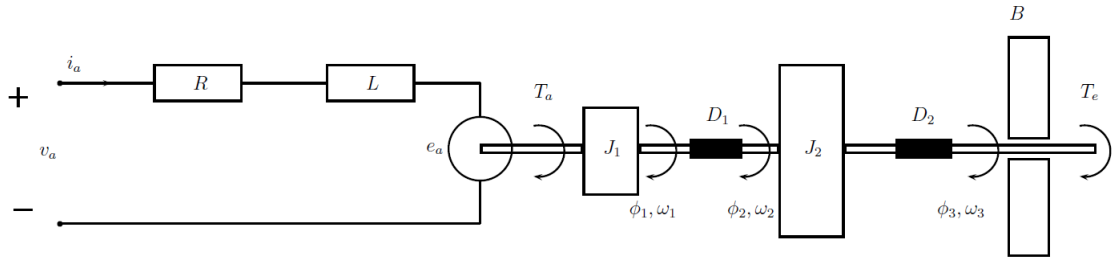 B
+
i_a
R
L
T_a
D_1
D_2
T_e
v_a
e_a
J_1
J_2
−
ϕ_1, ω_1
ϕ_2, ω_2
ϕ_3, ω_3